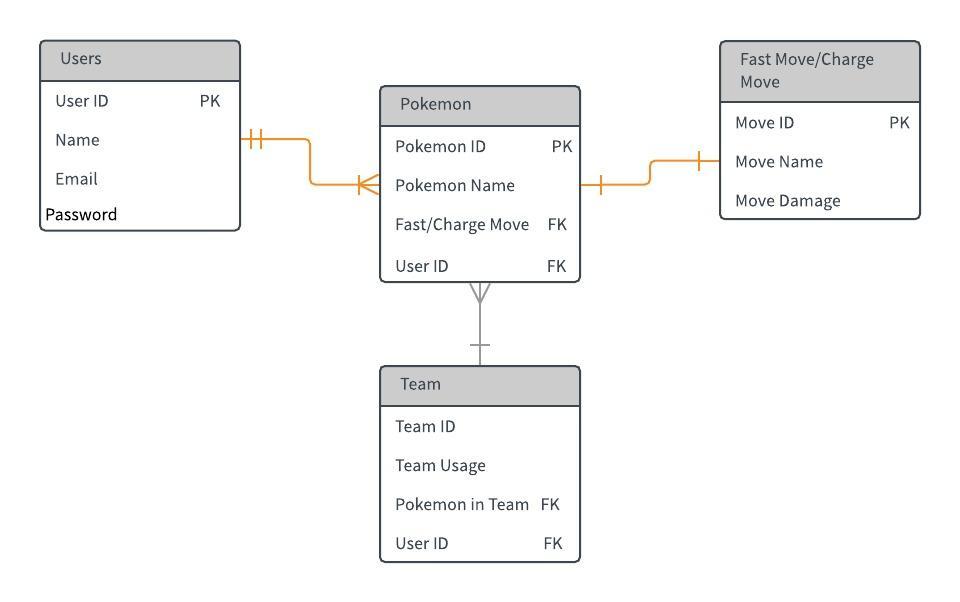 Users
User ID PK
Name
Email
Password
Pokemon
Pokemon ID PK
Pokemon Name
Fast/Charge Move FK
User ID FK
Fast Move/Charge
Move
Move ID PK
Move Name
Move Damage
Team
Team ID
Team Usage
Pokemon in Team FK
User ID FK